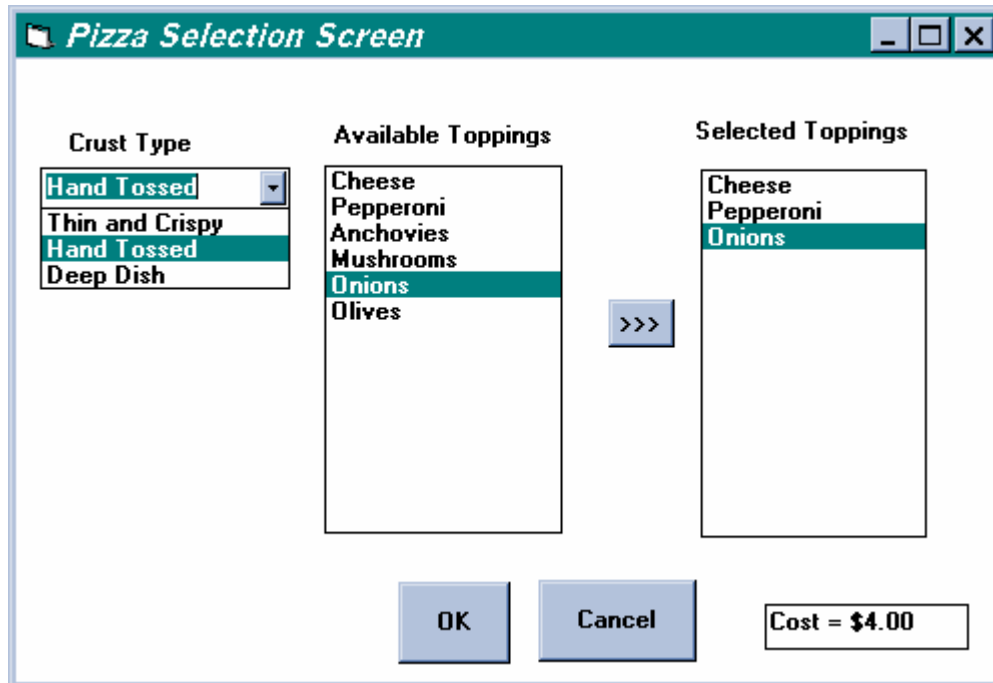 Pizza Selection Screen
Crust Type
Hand Tossed
Thin and Crispy
Hand Tossed
Deep Dish
Available Toppings
Cheese
Pepperoni
Anchovies
Mushrooms
Onions
Olives
>>>
Selected Toppings
Cheese
Pepperoni
Onions
OK
Cancel
Cost = $4.00